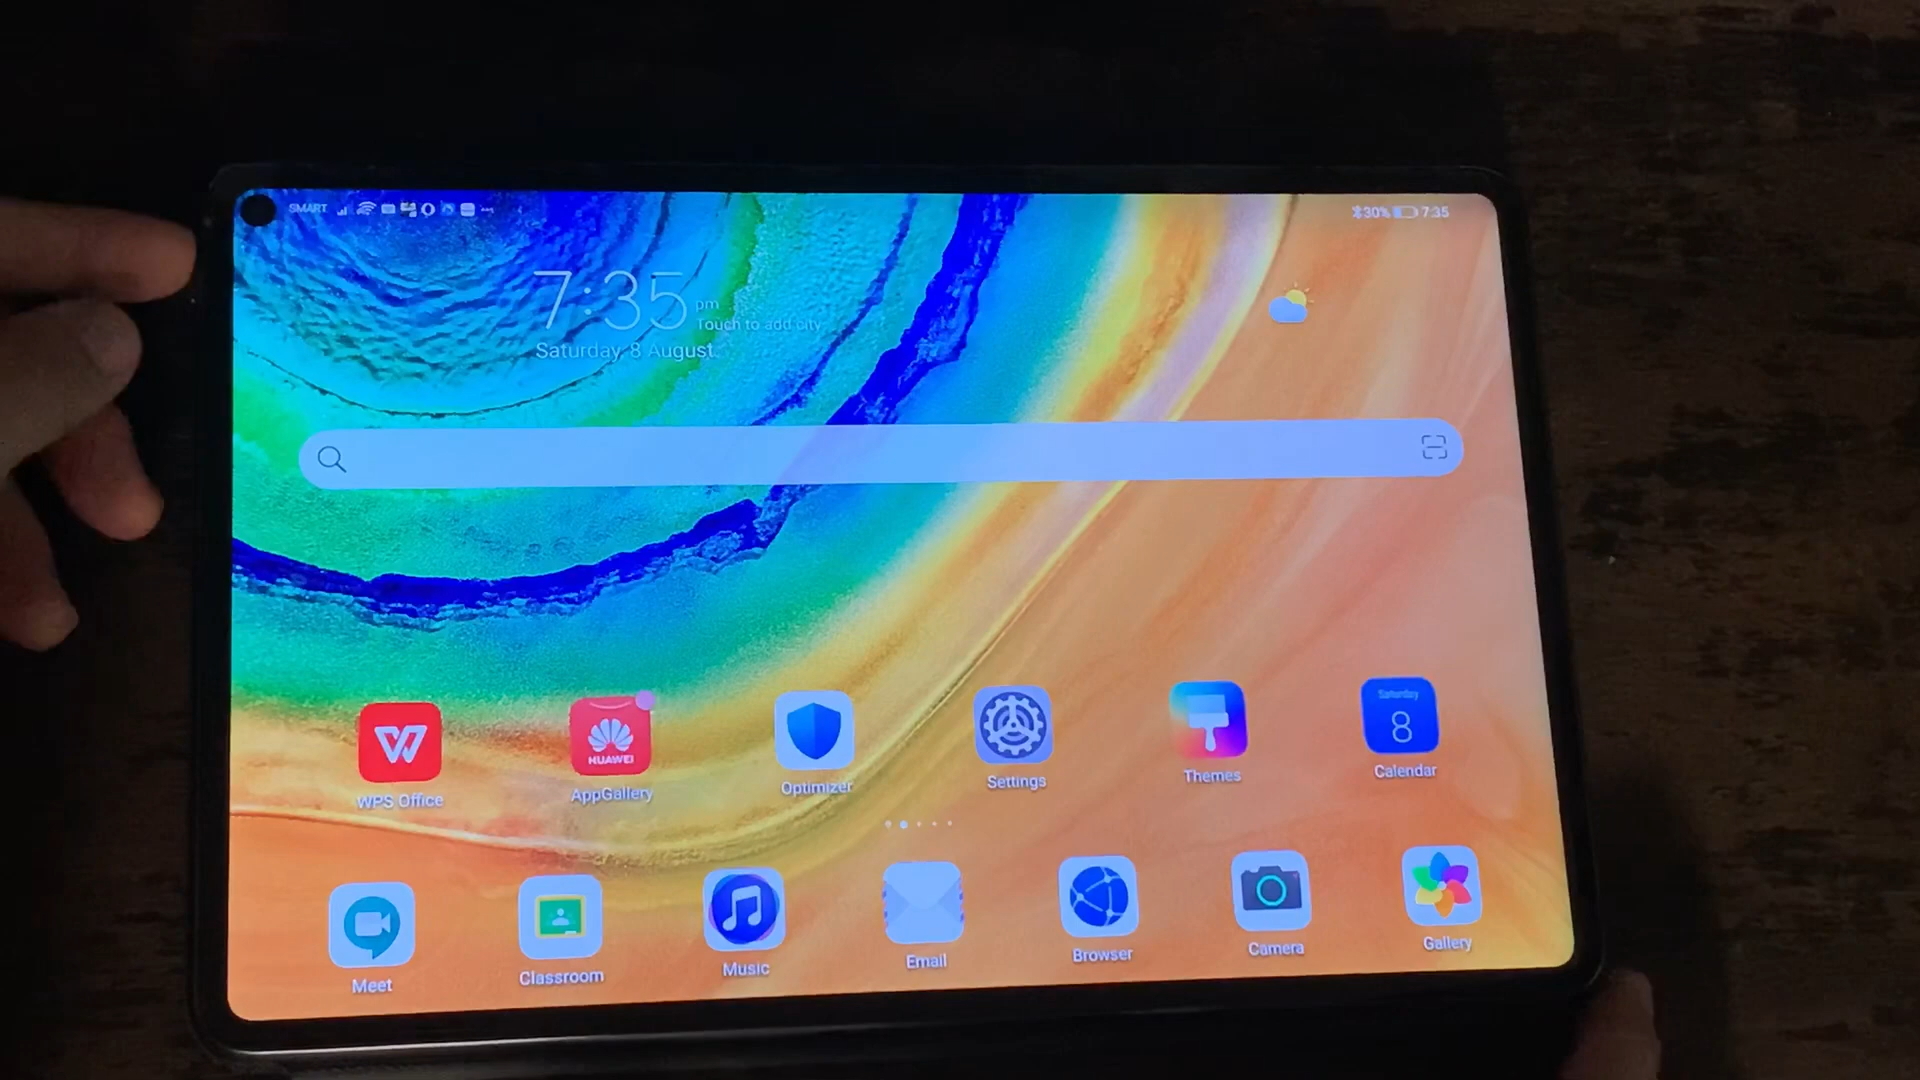 SMART
30% 7:35
7:35 pm
Touch to add city
Saturday, 8 August
HUAWEI
Saturday
8
WPS Office
AppGallery
Optimizer
Settings
Themes
Calendar
Meet
Classroom
Music
Email
Browser
Camera
Gallery